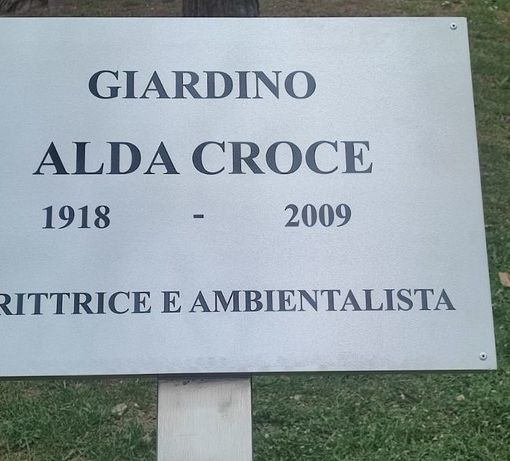 GIARDINO
ALDA CROCE
1918 - 2009
RITTRICE E AMBIENTALISTA